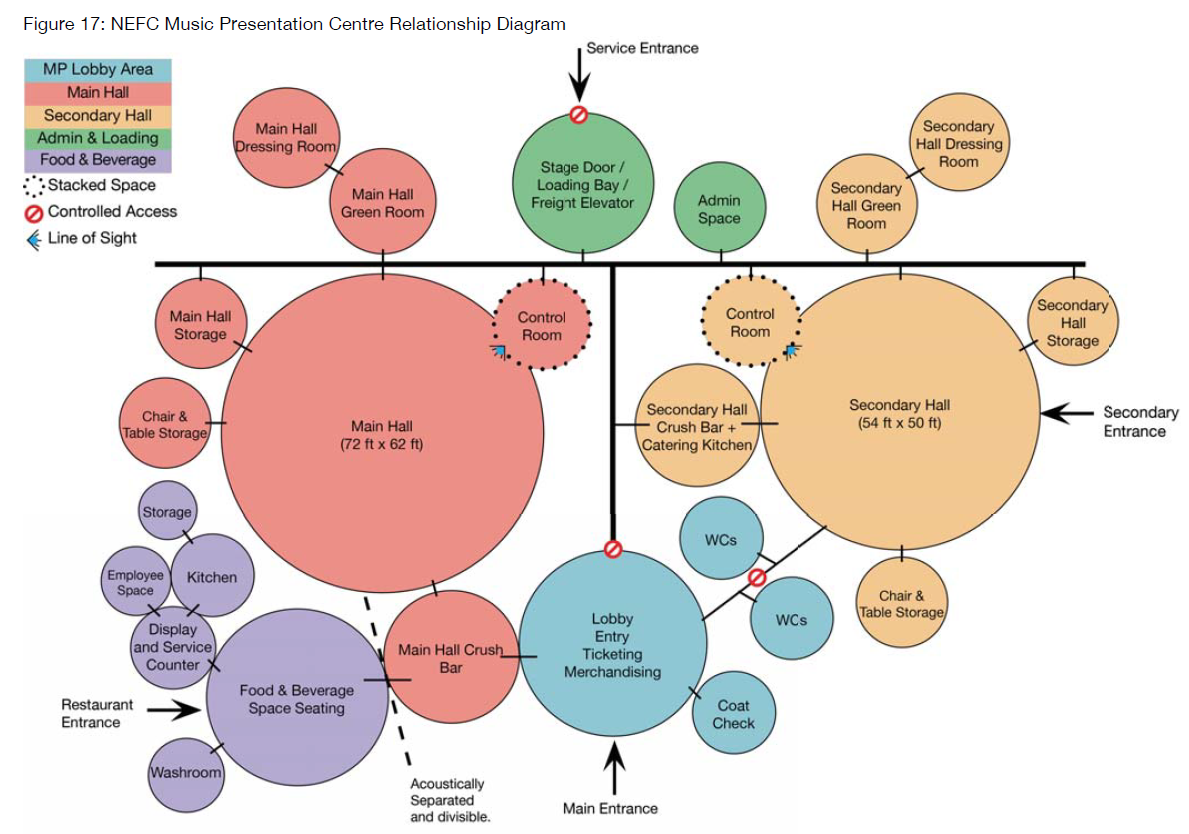 Figure 17: NEFC Music Presentation Centre Relationship Diagram
MP Lobby Area
Main Hall
Secondary Hall
Admin & Loading
Food & Beverage
Stacked Space
Controlled Access
Line of Sight
Service Entrance
Main Hall
Dressing Room
Main Hall
Green Room
Stage Door /
Loading Bay /
Freight Elevator
Admin
Space
Secondary
Hall Green
Room
Secondary
Hall Dressing
Room
Main Hall
Storage
Control
Room
Control
Room
Secondary
Hall
Storage
Chair &
Table Storage
Main Hall
(72 ft x 62 ft)
Secondary Hall
Crush Bar +
Catering Kitchen
Secondary Hall
(54 ft x 50 ft)
Secondary
Entrance
Storage
Employee
Space
Kitchen
Display
and Service
Counter
WCs
WCs
Chair &
Table Storage
Lobby
Entry
Ticketing
Merchandising
Main Hall Crush
Bar
Food & Beverage
Space Seating
Restaurant
Entrance
Coat
Check
Washroom
Acoustically
Separated
and divisible.
Main Entrance